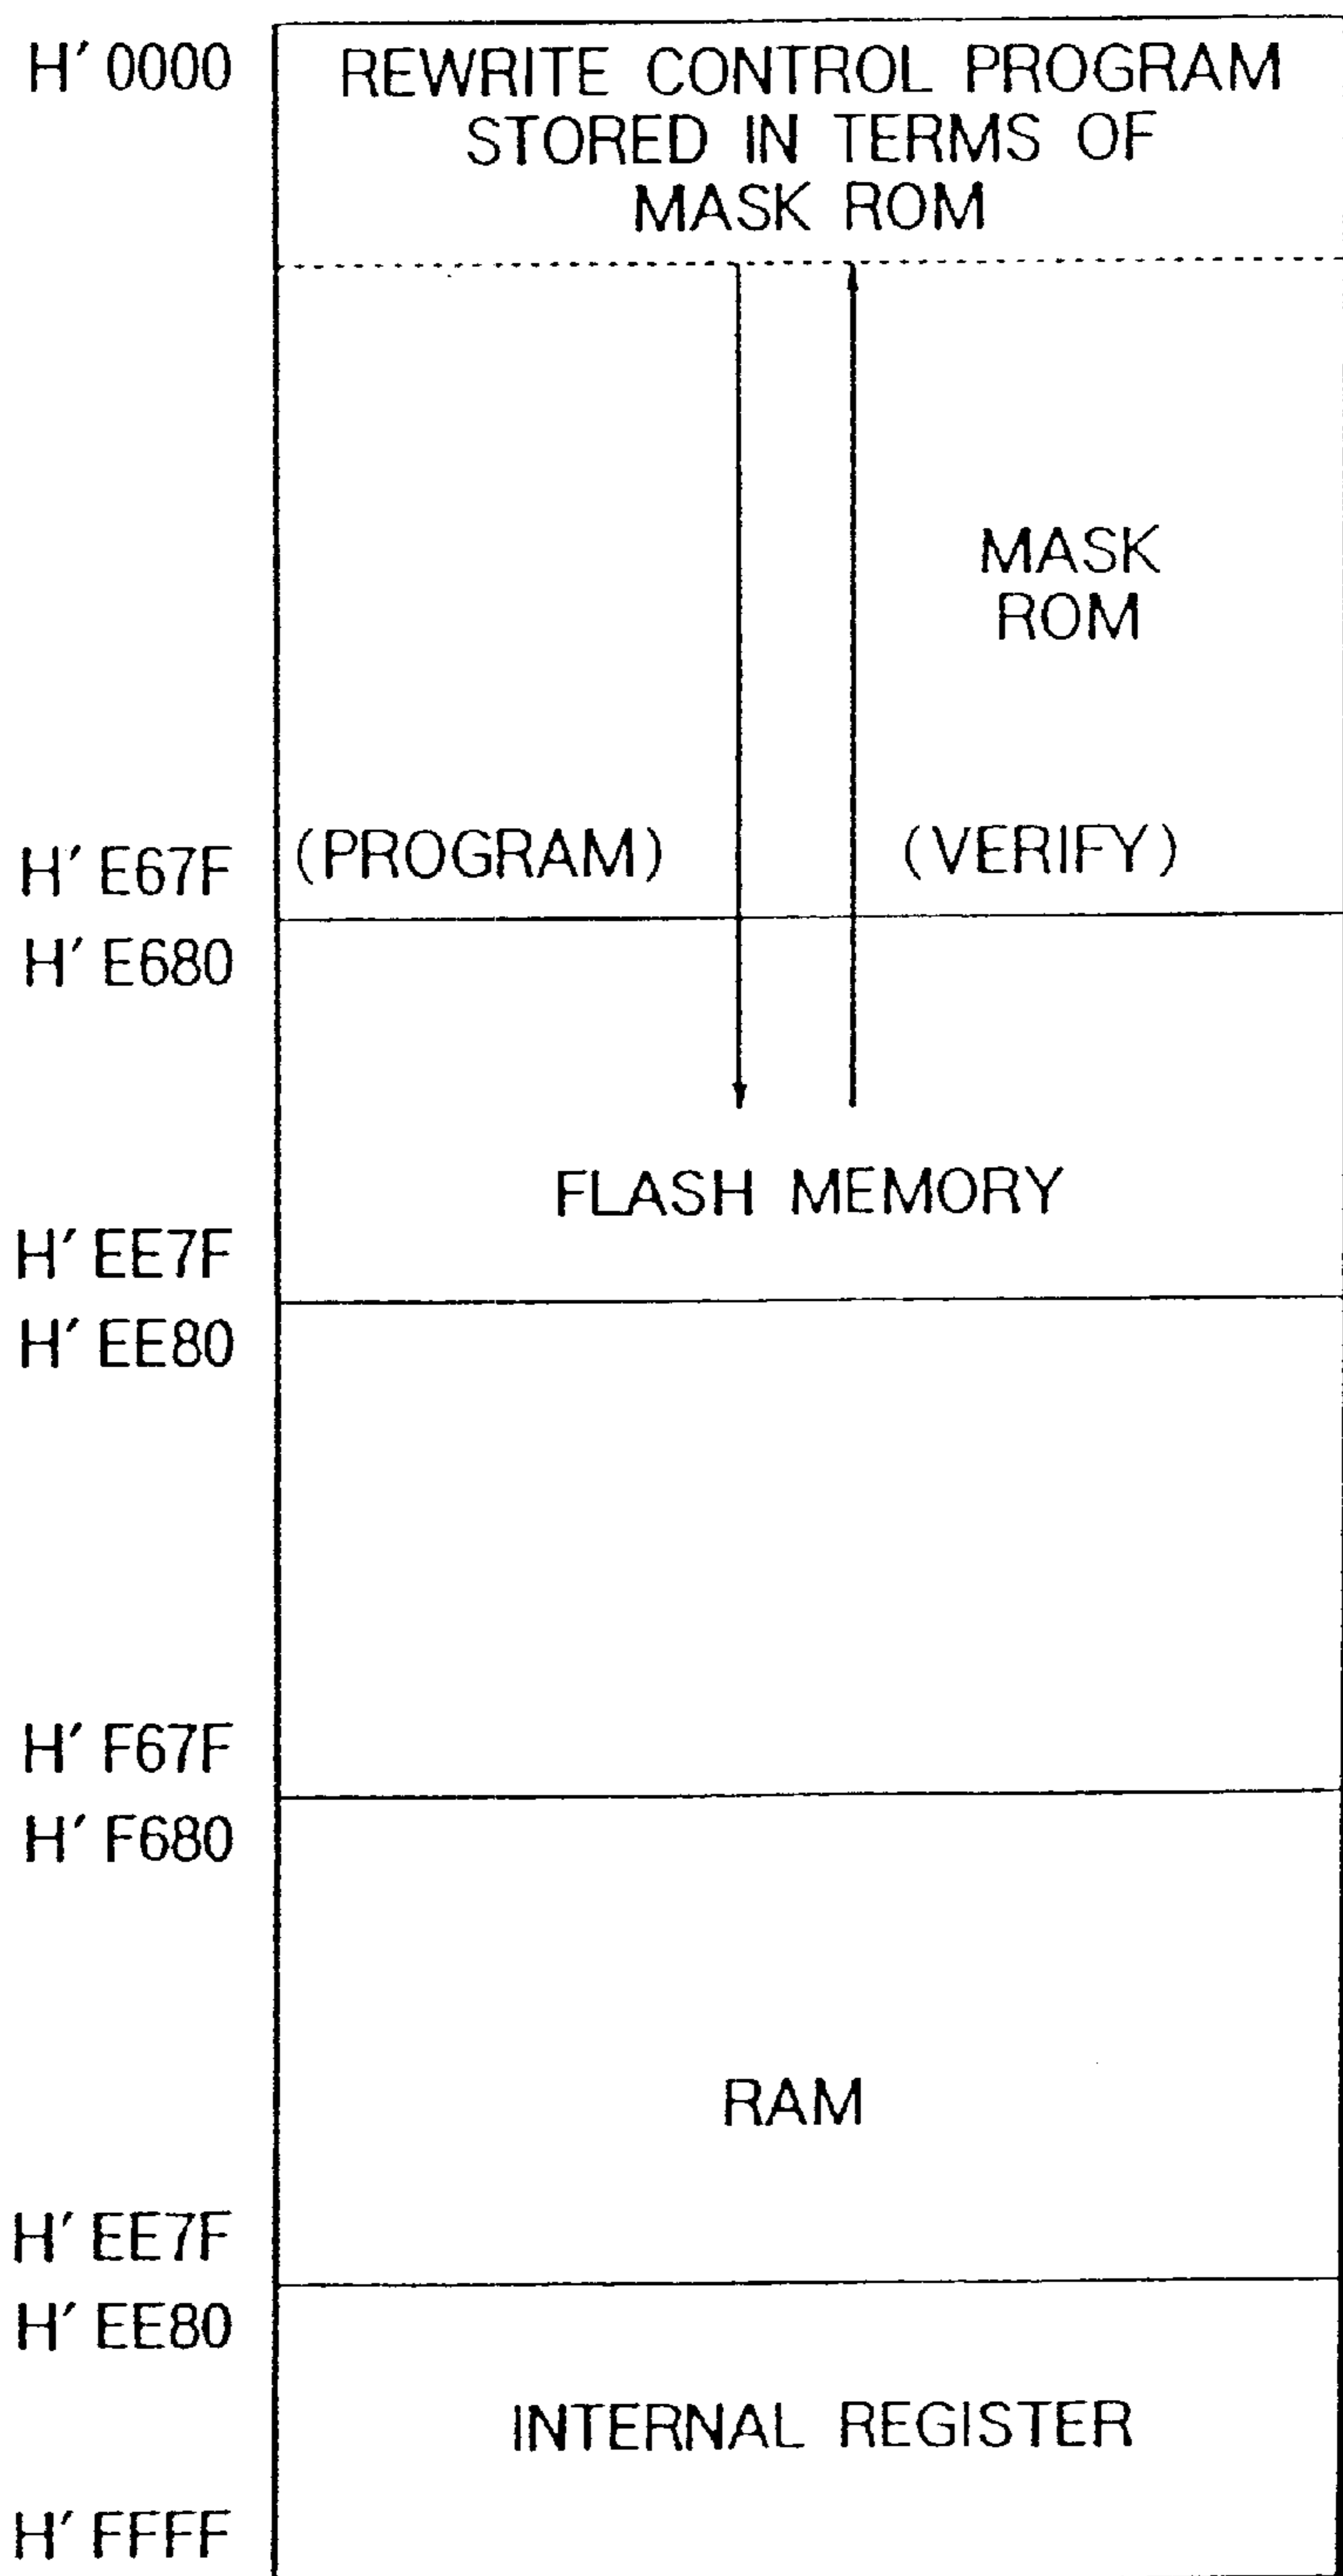 H' 0000
REWRITE CONTROL PROGRAM
STORED IN TERMS OF
MASK ROM
MASK
ROM
(PROGRAM)
(VERIFY)
H' E67F
H' E680
FLASH MEMORY
H' EE7F
H' EE80
H' F67F
H' F680
RAM
H' EE7F
H' EE80
INTERNAL REGISTER
H' FFFF